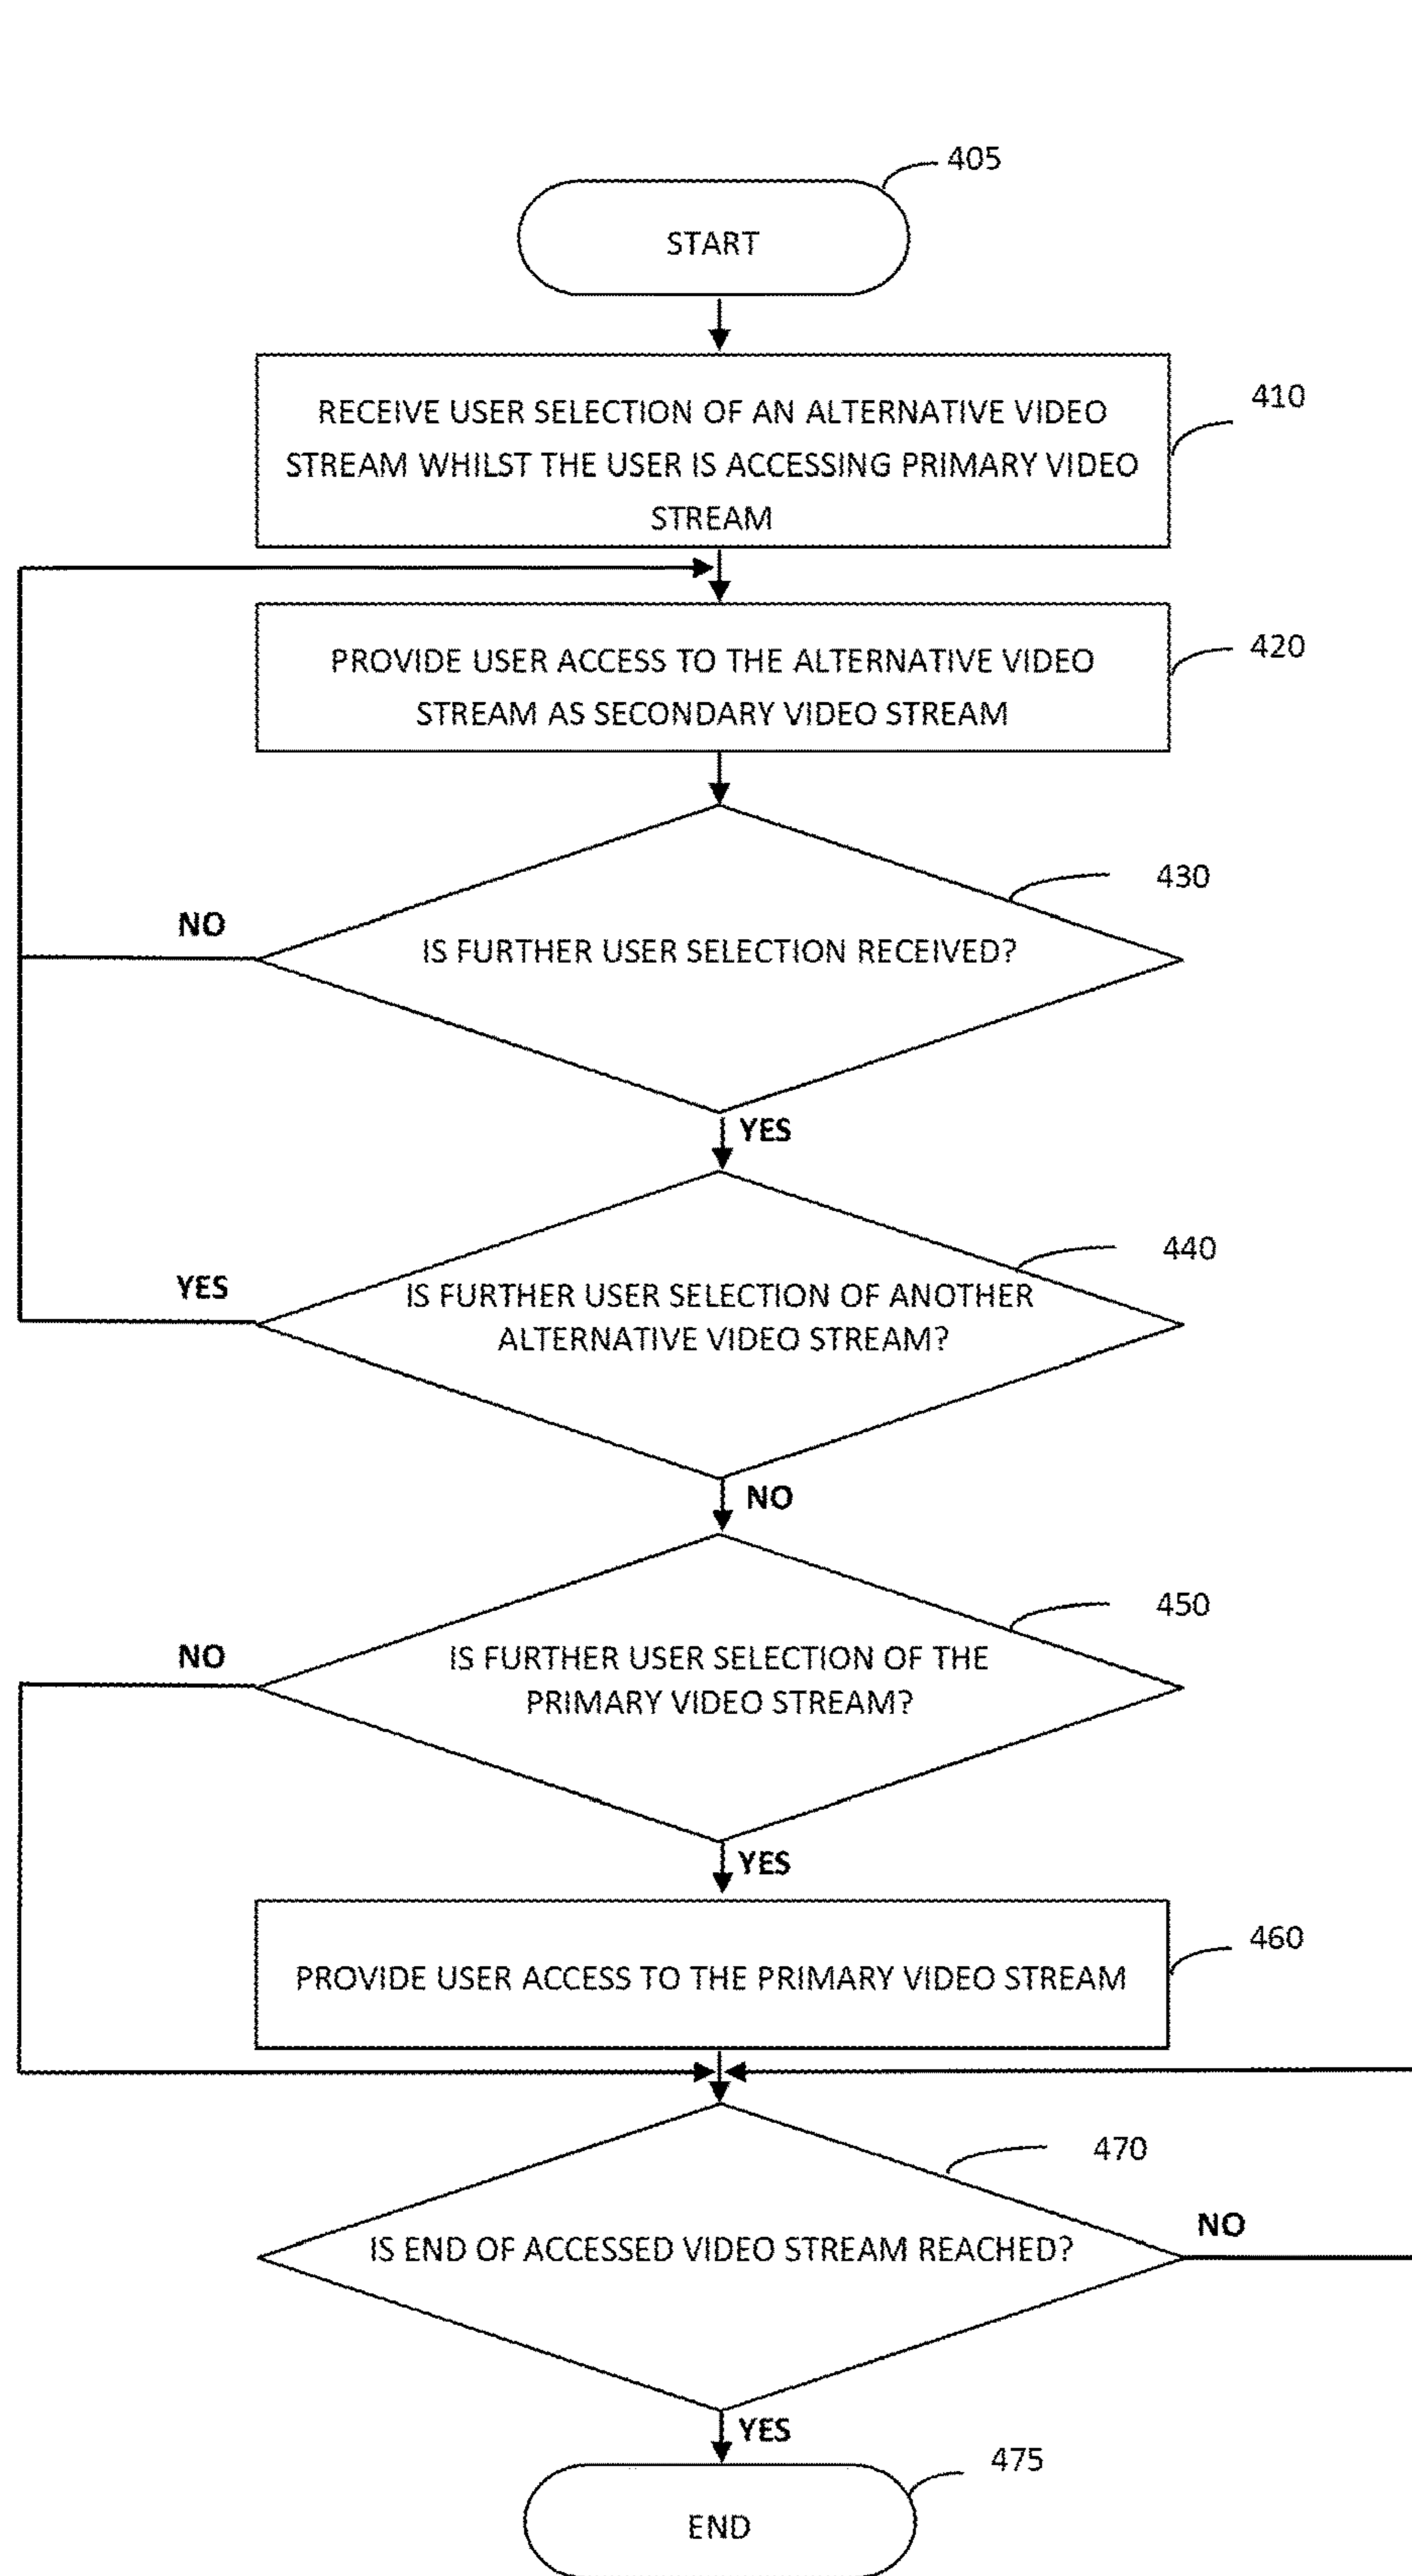 405
START
RECEIVE USER SELECTION OF AN ALTERNATIVE VIDEO
STREAM WHILST THE USER IS ACCESSING PRIMARY VIDEO
STREAM
410
PROVIDE USER ACCESS TO THE ALTERNATIVE VIDEO
STREAM AS SECONDARY VIDEO STREAM
420
430
NO
IS FURTHER USER SELECTION RECEIVED?
YES
440
YES
IS FURTHER USER SELECTION OF ANOTHER
ALTERNATIVE VIDEO STREAM?
NO
450
NO
IS FURTHER USER SELECTION OF THE
PRIMARY VIDEO STREAM?
YES
460
PROVIDE USER ACCESS TO THE PRIMARY VIDEO STREAM
470
NO
IS END OF ACCESSED VIDEO STREAM REACHED?
YES
475
END